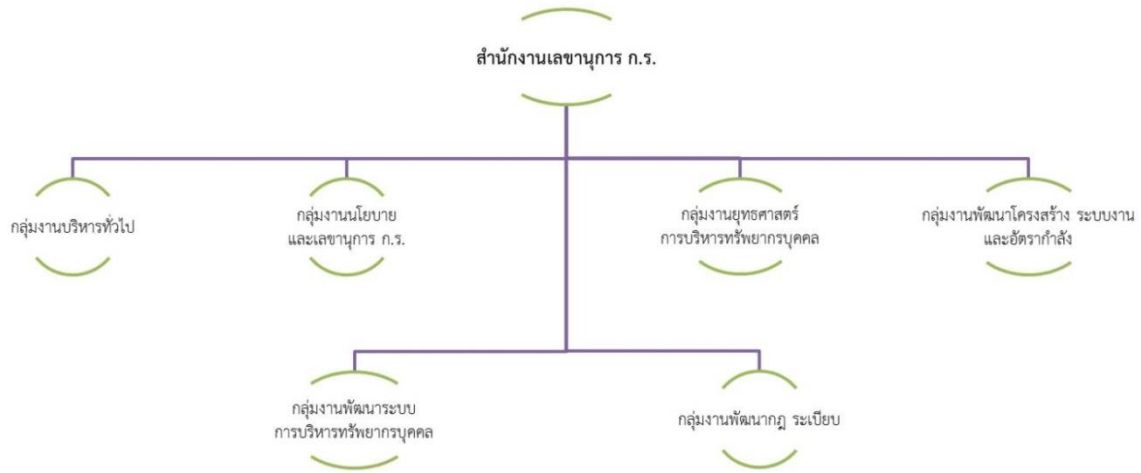 สำนักงานเลขานุการ ก.ร.
กลุ่มงานบริหารทั่วไป
กลุ่มงานนโยบาย
และเลขานุการ ก.ร.
กลุ่มงานยุทธศาสตร์
การบริหารทรัพยากรบุคคล
กลุ่มงานพัฒนาโครงสร้าง ระบบงาน
และอัตรากำลัง
กลุ่มงานพัฒนาระบบ
การบริหารทรัพยากรบุคคล
กลุ่มงานพัฒนากฎ ระเบียบ